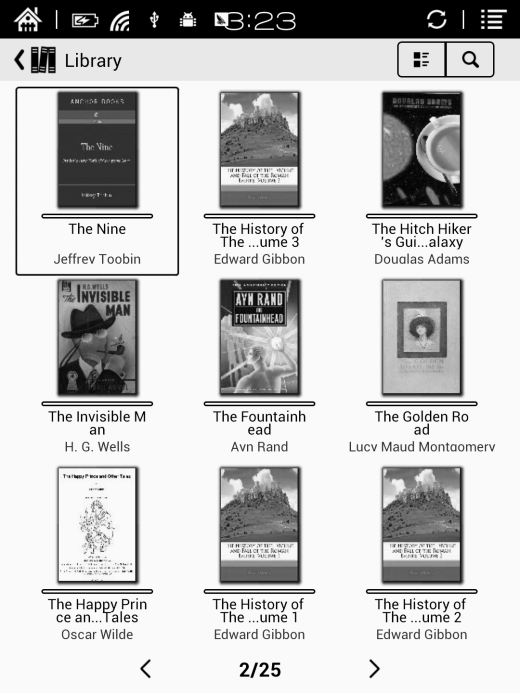 3:23
Library
ANCHOR BOOKS
The Nine
The Nine
Jeffrey Toobin
The History of
The ...ume 3
Edward Gibbon
DOUGLAS ADAMS
The Hitch Hiker
's Gui...alaxy
Douglas Adams
H.G. WELLS
The INVISIBLE
MAN
The Invisible M
an
H. G. Wells
AYN RAND
THE
FOUNTAINHEAD
The Fountainh
ead
Ayn Rand
The Golden Ro
ad
Lucy Maud Montgomery
The Happy Prince and Other Tales
The Happy Prin
ce an...Tales
Oscar Wilde
The History of
The ...ume 1
Edward Gibbon
The History of
The ...ume 2
Edward Gibbon
2/25